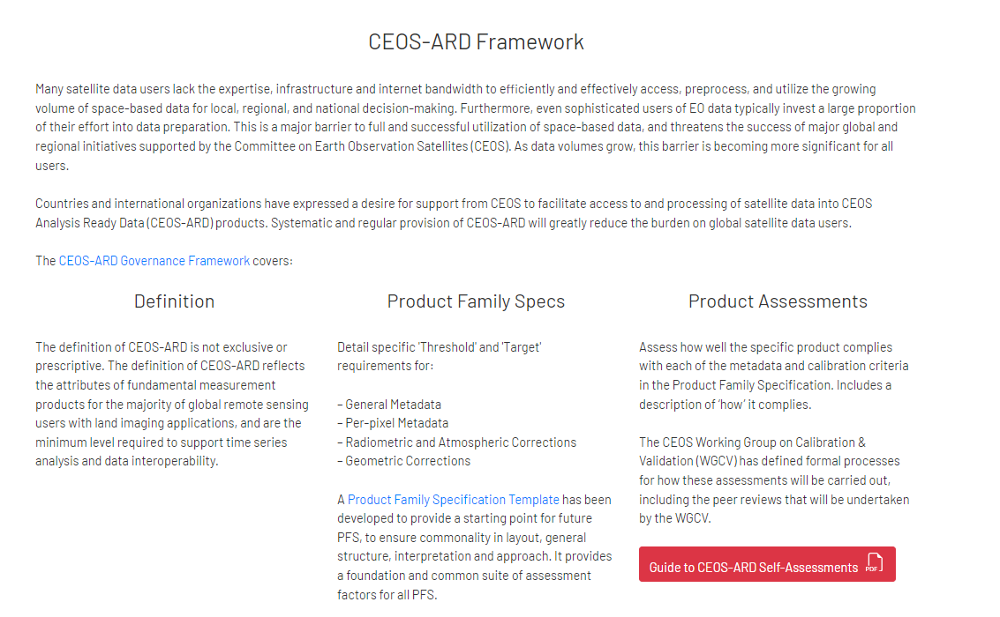 CEOS-ARD Framework
Many satellite data users lack the expertise, infrastructure and internet bandwidth to efficiently and effectively access, preprocess, and utilize the growing
volume of space-based data for local, regional, and national decision-making. Furthermore, even sophisticated users of EO data typically invest a large proportion
of their effort into data preparation. This is a major barrier to full and successful utilization of space-based data, and threatens the success of major global and
regional initiatives supported by the Committee on Earth Observation Satellites (CEOS). As data volumes grow, this barrier is becoming more significant for all
users.
Countries and international organizations have expressed a desire for support from CEOS to facilitate access to and processing of satellite data into CEOS
Analysis Ready Data (CEOS-ARD) products. Systematic and regular provision of CEOS-ARD will greatly reduce the burden on global satellite data users.
The CEOS-ARD Governance Framework covers:
Definition
The definition of CEOS-ARD is not exclusive or
prescriptive. The definition of CEOS-ARD reflects
the attributes of fundamental measurement
products for the majority of global remote sensing
users with land imaging applications, and are the
minimum level required to support time series
analysis and data interoperability.
Product Family Specs
Detail specific 'Threshold' and 'Target'
requirements for:
– General Metadata
– Per-pixel Metadata
– Radiometric and Atmospheric Corrections
– Geometric Corrections
A Product Family Specification Template has been
developed to provide a starting point for future
PFS, to ensure commonality in layout, general
structure, interpretation and approach. It provides
a foundation and common suite of assessment
factors for all PFS.
Product Assessments
Assess how well the specific product complies
with each of the metadata and calibration criteria
in the Product Family Specification. Includes a
description of ‘how’ it complies.
The CEOS Working Group on Calibration &
Validation (WGCV) has defined formal processes
for how these assessments will be carried out,
including the peer reviews that will be undertaken
by the WGCV.
Guide to CEOS-ARD Self-Assessments PDF